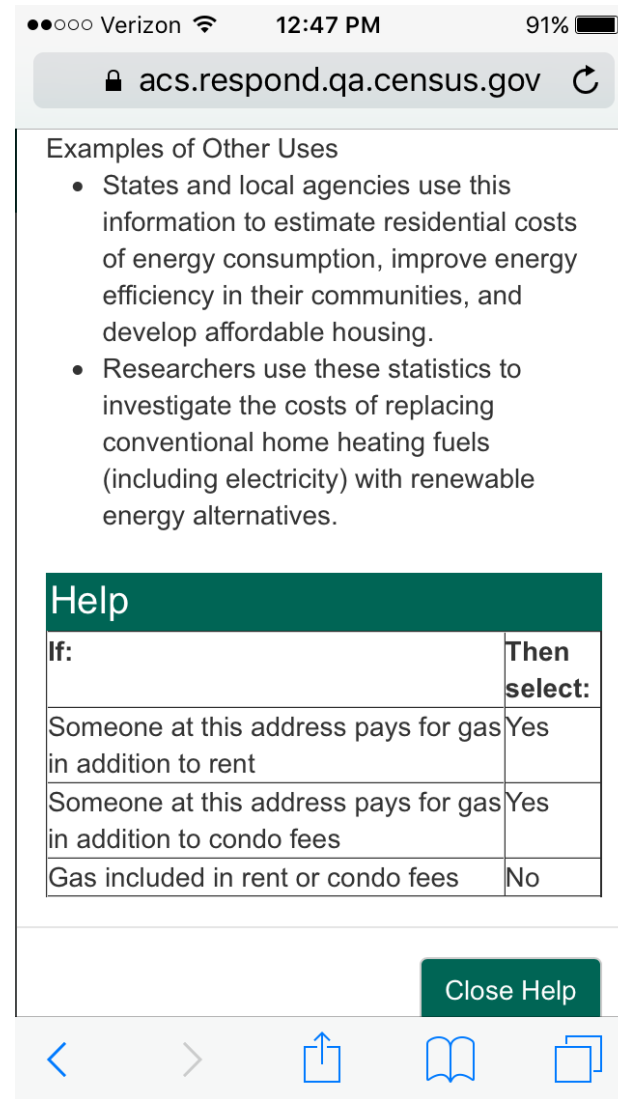 Verizon 12:47 PM 91%
acs.respond.qa.census.gov
Examples of Other Uses
• States and local agencies use this
information to estimate residential costs
of energy consumption, improve energy
efficiency in their communities, and
develop affordable housing.
• Researchers use these statistics to
investigate the costs of replacing
conventional home heating fuels
(including electricity) with renewable
energy alternatives.
Help
If: Then
select:
Someone at this address pays for gas Yes
in addition to rent
Someone at this address pays for gas Yes
in addition to condo fees
Gas included in rent or condo fees No
Close Help